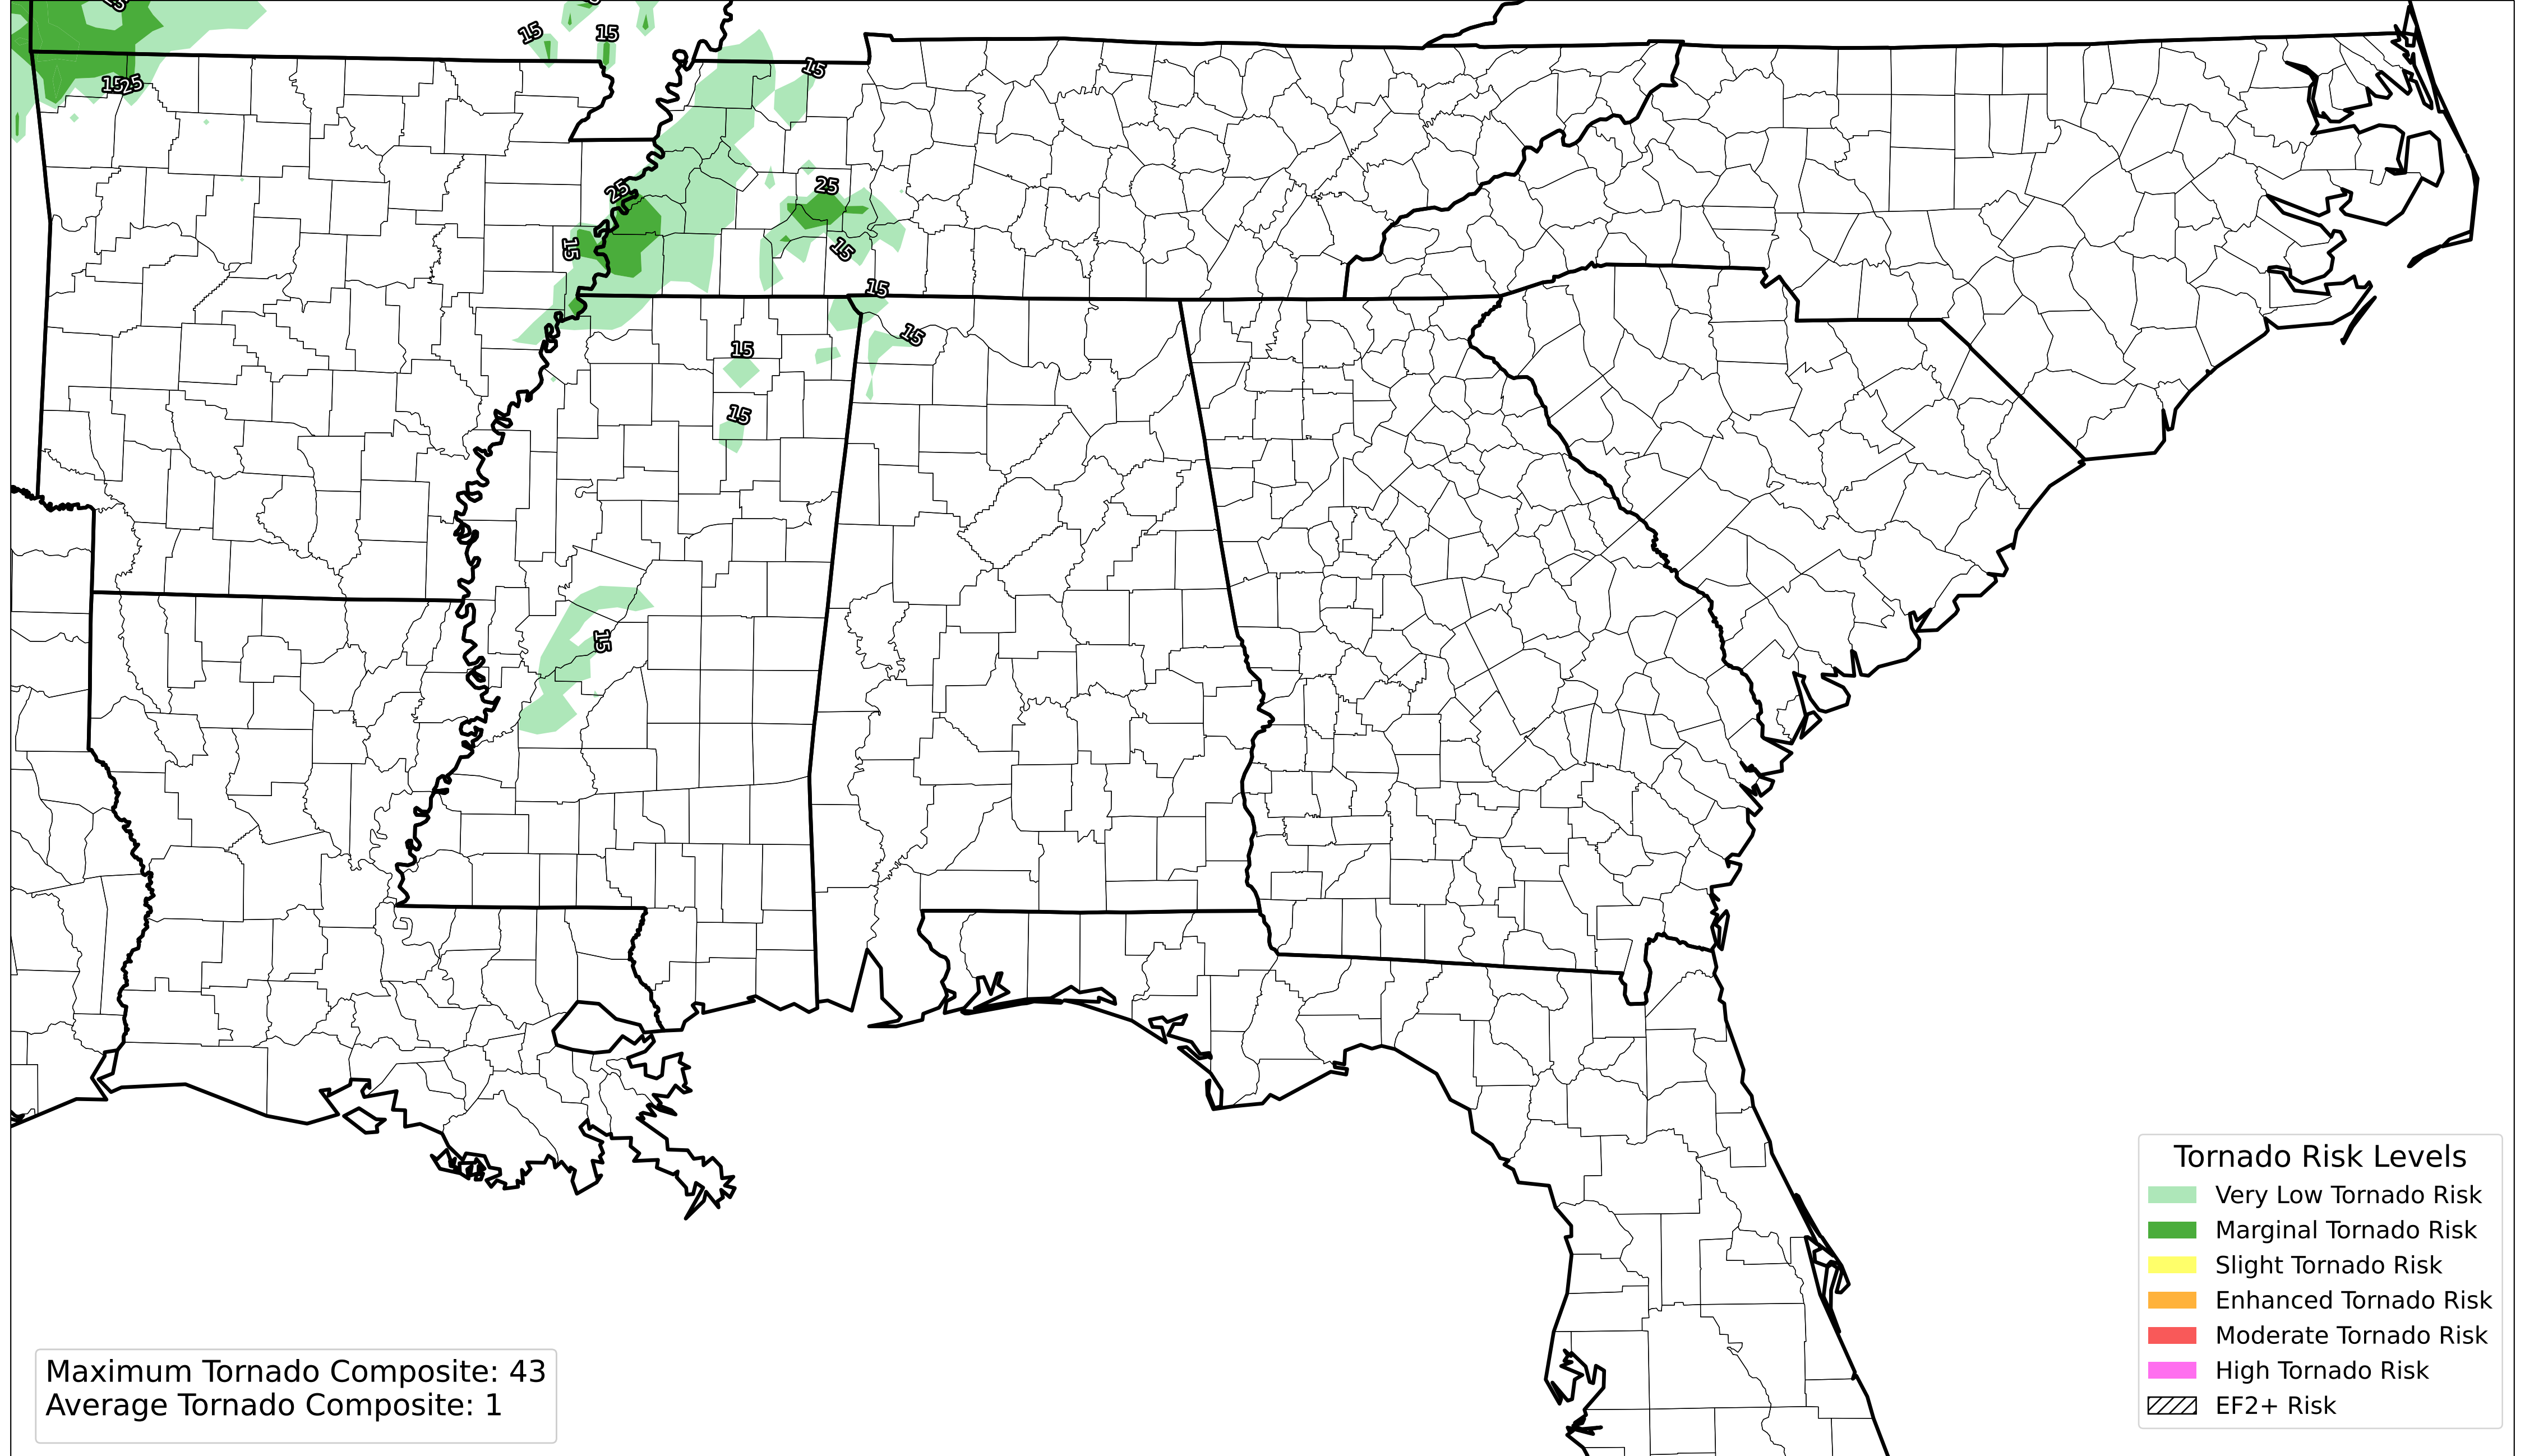 15
15
15
15
25
25
25
15
15
15
15
15
15
15
Tornado Risk Levels
Very Low Tornado Risk
Marginal Tornado Risk
Slight Tornado Risk
Enhanced Tornado Risk
Moderate Tornado Risk
High Tornado Risk
EF2+ Risk
Maximum Tornado Composite: 43
Average Tornado Composite: 1